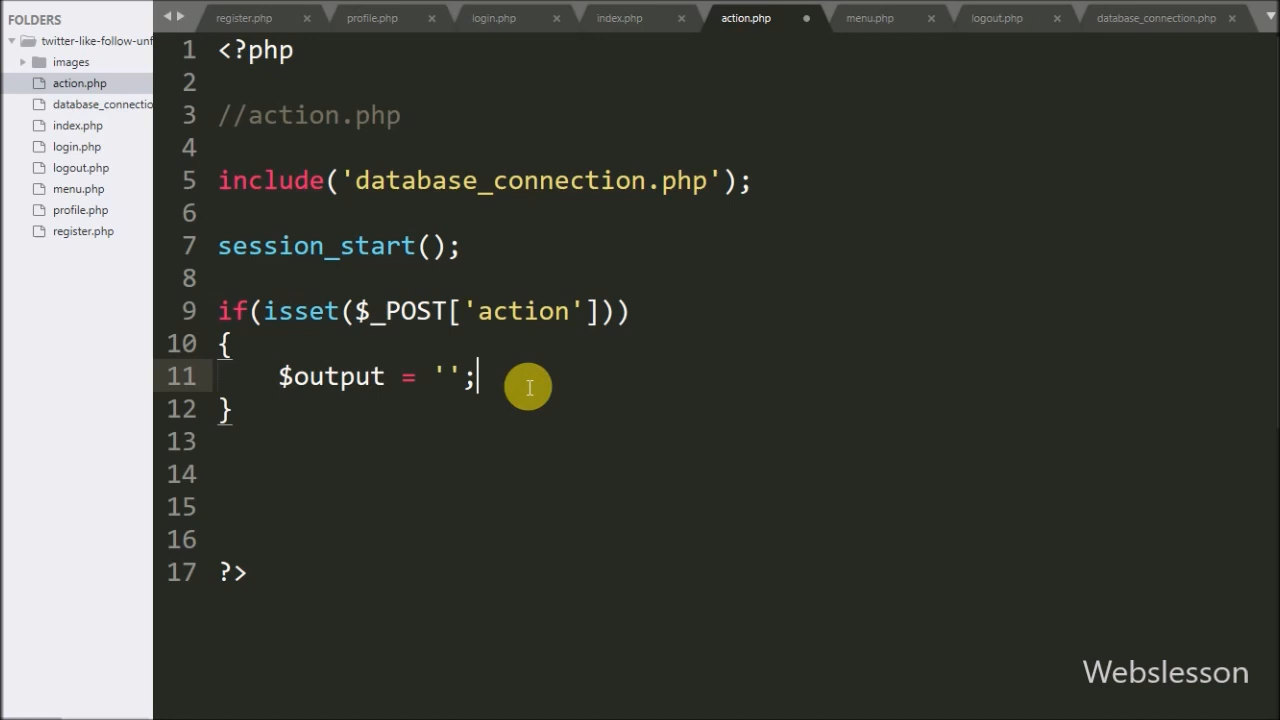 FOLDERS
twitter-like-follow-unf
images
action.php
database_connectio
index.php
login.php
logout.php
menu.php
profile.php
register.php
register.php × profile.php × login.php × index.php × action.php menu.php × logout.php × database_connection.php ×
1 <?php
2
3 //action.php
4
5 include('database_connection.php');
6
7 session_start();
8
9 if(isset($_POST['action']))
10 {
11 $output = '';
12 }
13
14
15
16
17 ?>
Webslesson